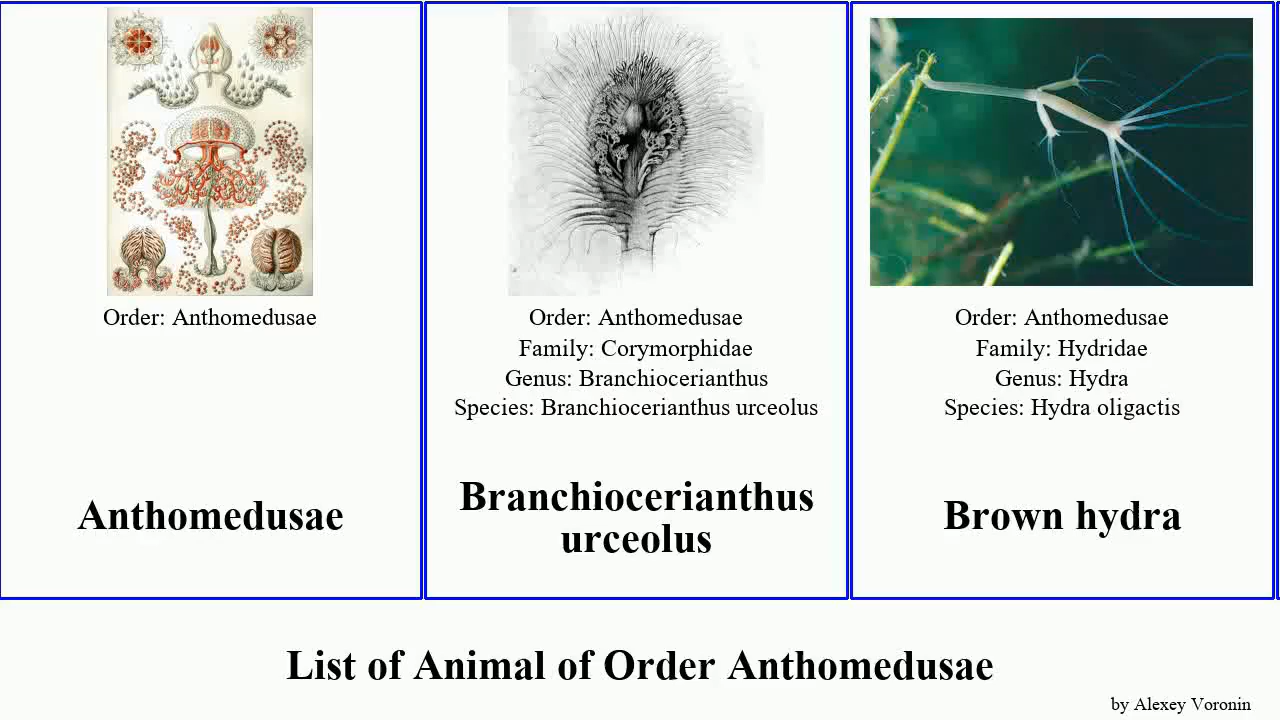 Order: Anthomedusae
Anthomedusae
Order: Anthomedusae
Family: Corymorphidae
Genus: Branchiocerianthus
Species: Branchiocerianthus urceolus
Branchiocerianthus
urceolus
Order: Anthomedusae
Family: Hydridae
Genus: Hydra
Species: Hydra oligactis
Brown hydra
List of Animal of Order Anthomedusae
by Alexey Voronin